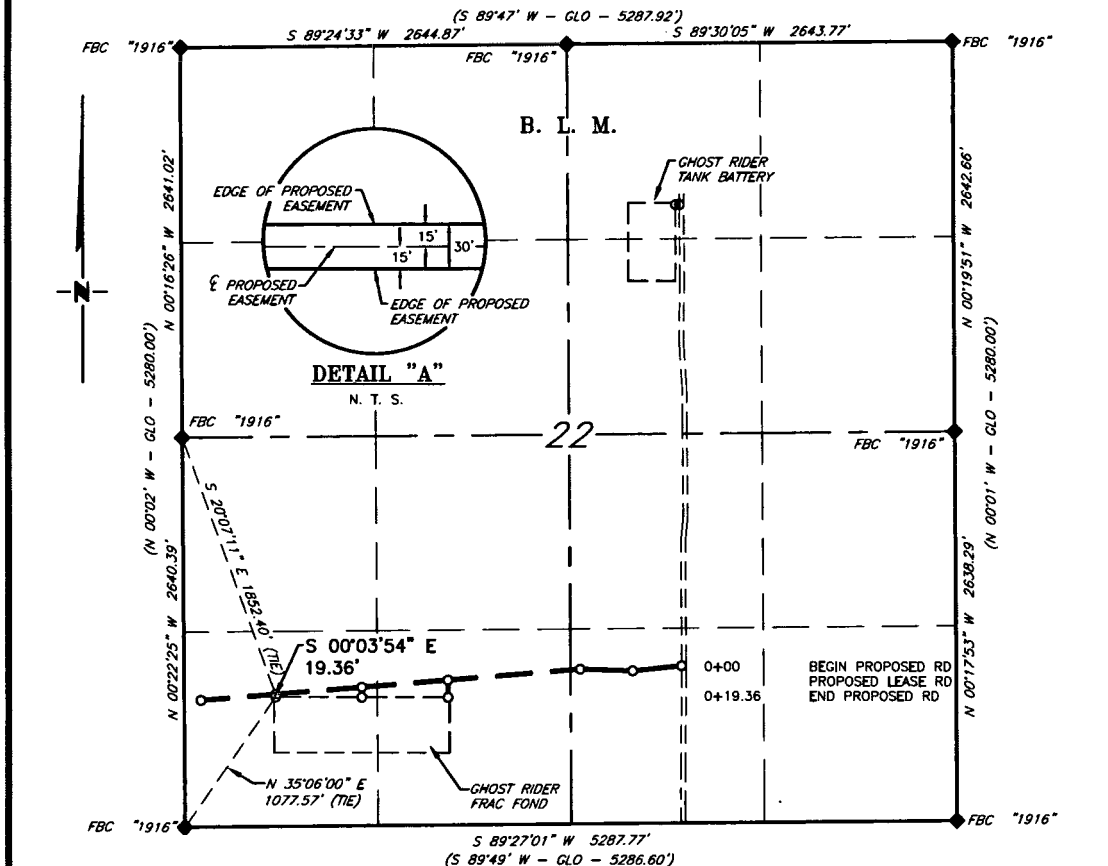 (S 89°47' W - GLO - 5287.92')
S 89°24'33" W 2644.87'
S 89°30'05" W 2643.77'
FBC "1916"
FBC "1916"
FBC "1916"
B. L. M.
GHOST RIDER
TANK BATTERY
EDGE OF PROPOSED
EASEMENT
15'
30'
15'
℄ PROPOSED
EASEMENT
EDGE OF PROPOSED
EASEMENT
DETAIL "A"
N. T. S.
N
N 00°16'26" W 2641.02'
N 00°19'51" W 2642.66'
(N 00°02' W - GLO - 5280.00')
(N 00°01' W - GLO - 5280.00')
FBC "1916"
22
FBC "1916"
S 20°07'11" E 1852.40' (TIE)
N 00°22'25" W 2640.39'
N 00°17'53" W 2638.29'
S 00°03'54" E
19.36'
0+00 BEGIN PROPOSED RD
PROPOSED LEASE RD
0+19.36 END PROPOSED RD
N 35°06'00" E
1077.57' (TIE)
GHOST RIDER
FRAC FOND
FBC "1916"
FBC "1916"
S 89°27'01" W 5287.77'
(S 89°49' W - GLO - 5286.60')